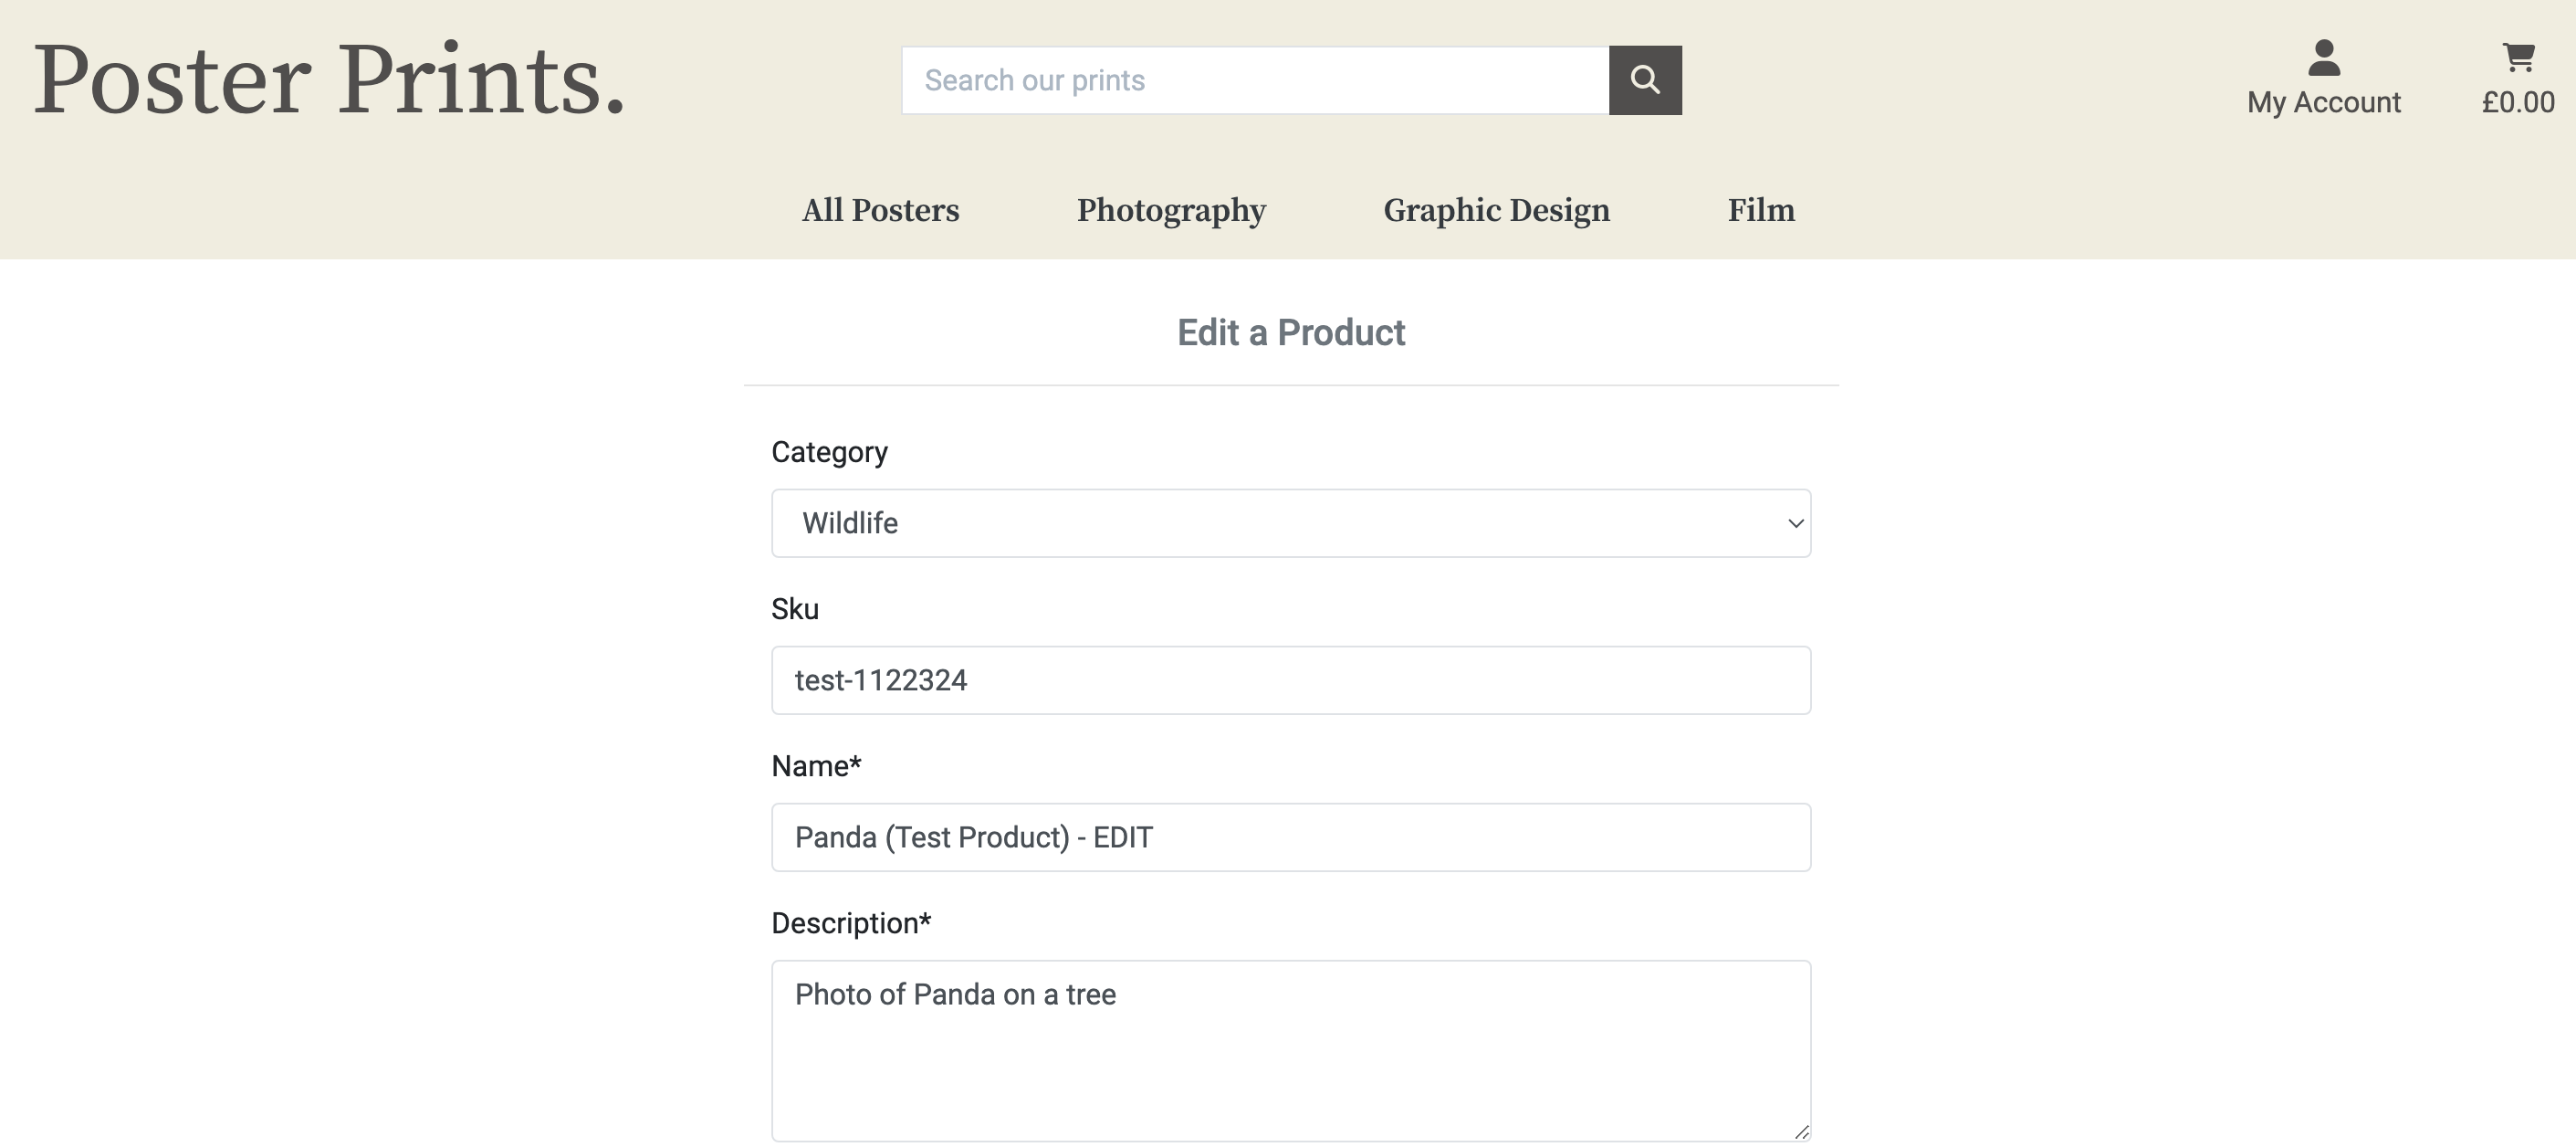 Poster Prints.
Search our prints
My Account
£0.00
All Posters
Photography
Graphic Design
Film
Edit a Product
Category
Wildlife
Sku
test-1122324
Name*
Panda (Test Product) - EDIT
Description*
Photo of Panda on a tree